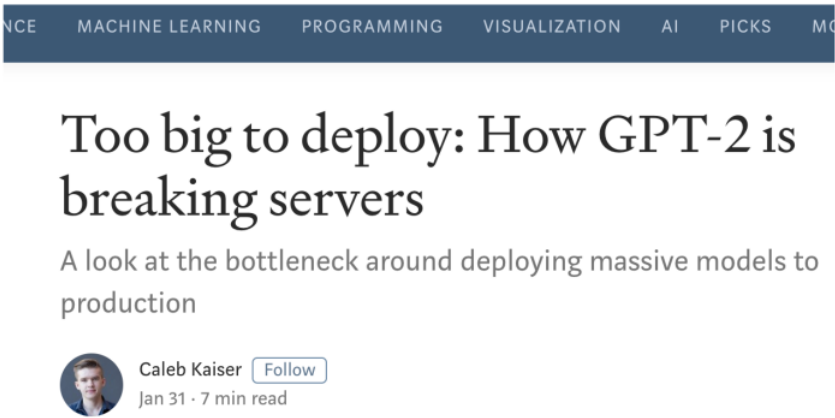 NCE MACHINE LEARNING PROGRAMMING VISUALIZATION AI PICKS MO
Too big to deploy: How GPT-2 is
breaking servers
A look at the bottleneck around deploying massive models to
production
Caleb Kaiser Follow
Jan 31 · 7 min read